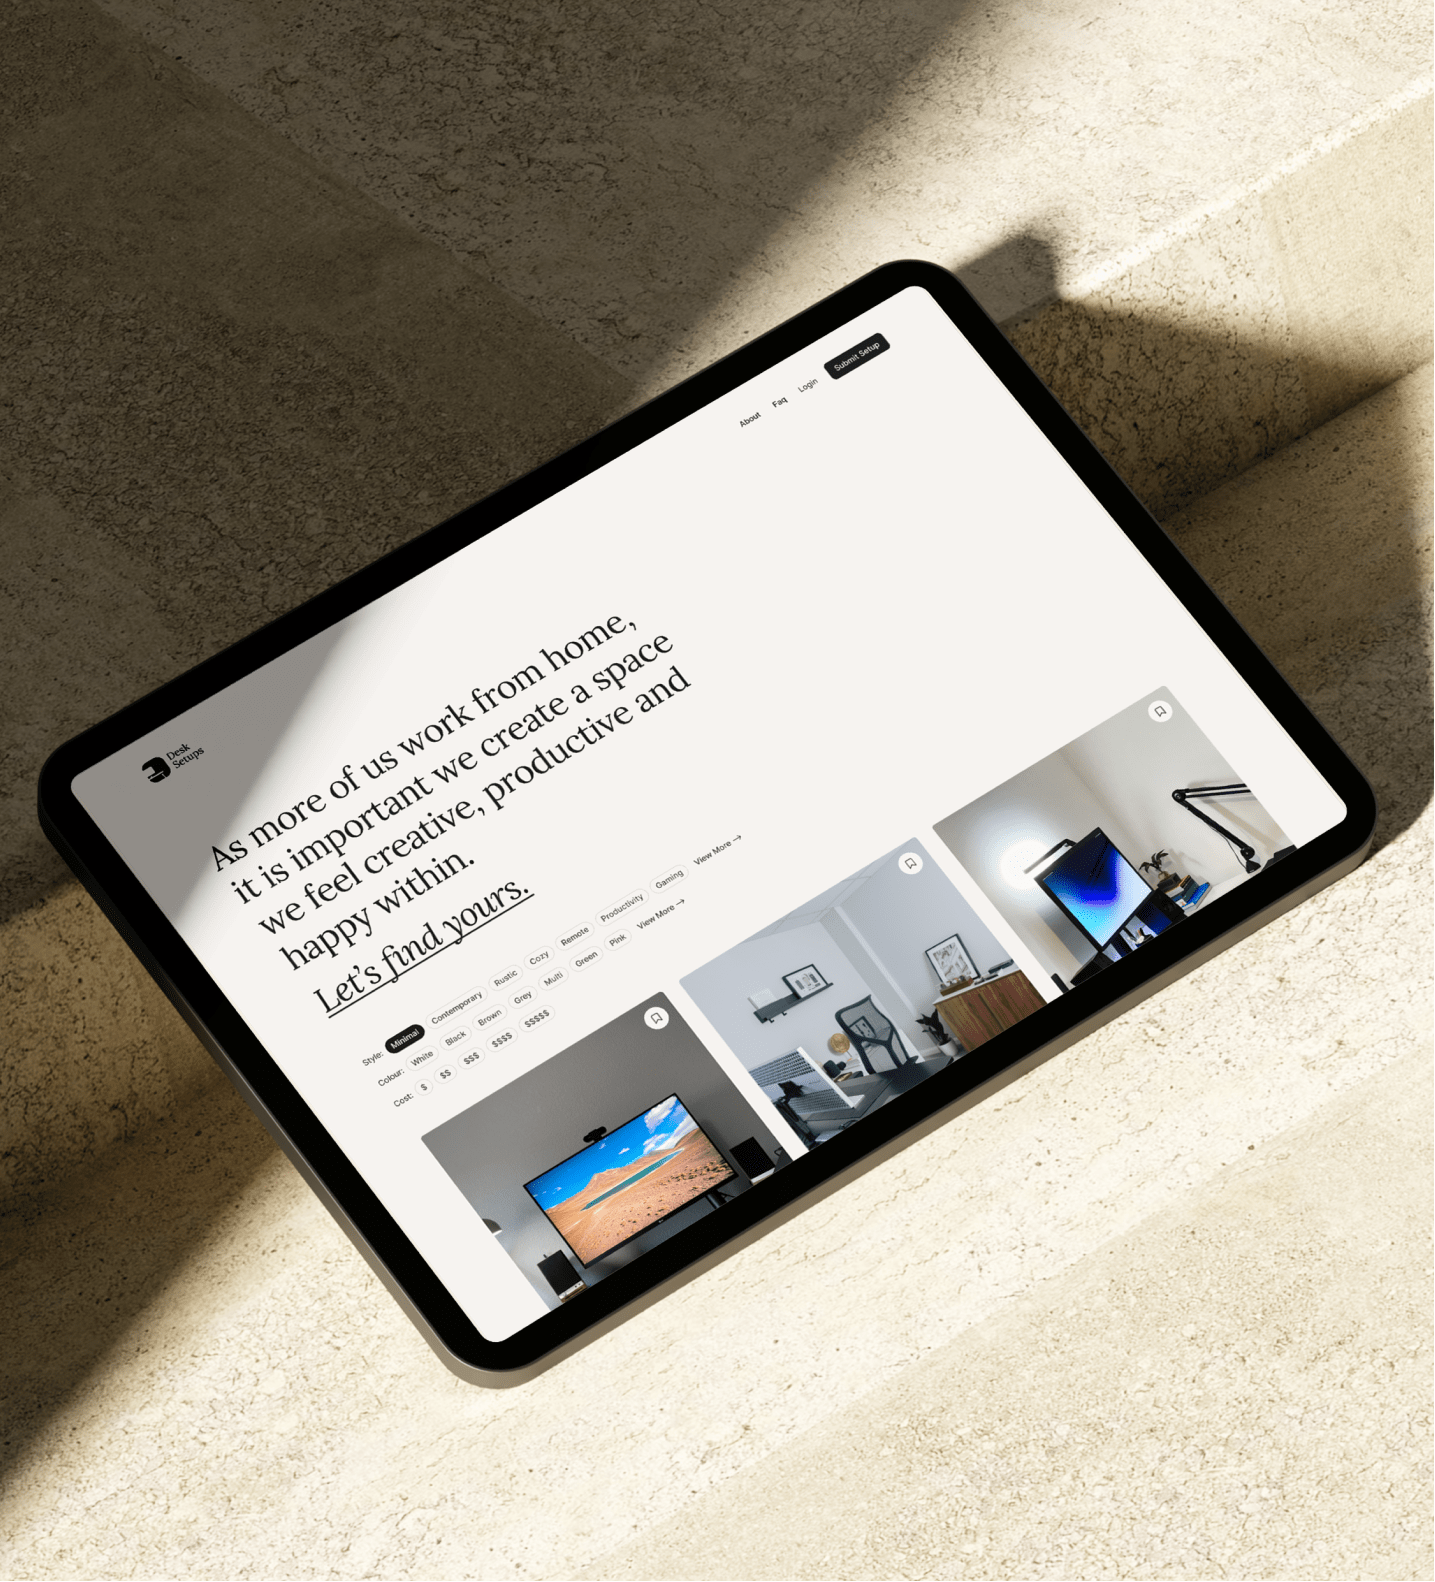 Desk
Setups
About Faq Login Submit Setup
As more of us work from home,
it is important we create a space
we feel creative, productive and
happy within.
Let's find yours.
Style: Minimal Contemporary Rustic Cozy Remote Productivity Gaming View More →
Colour: White Black Brown Grey Multi Green Pink View More →
Cost: $ $$ $$$ $$$$ $$$$$